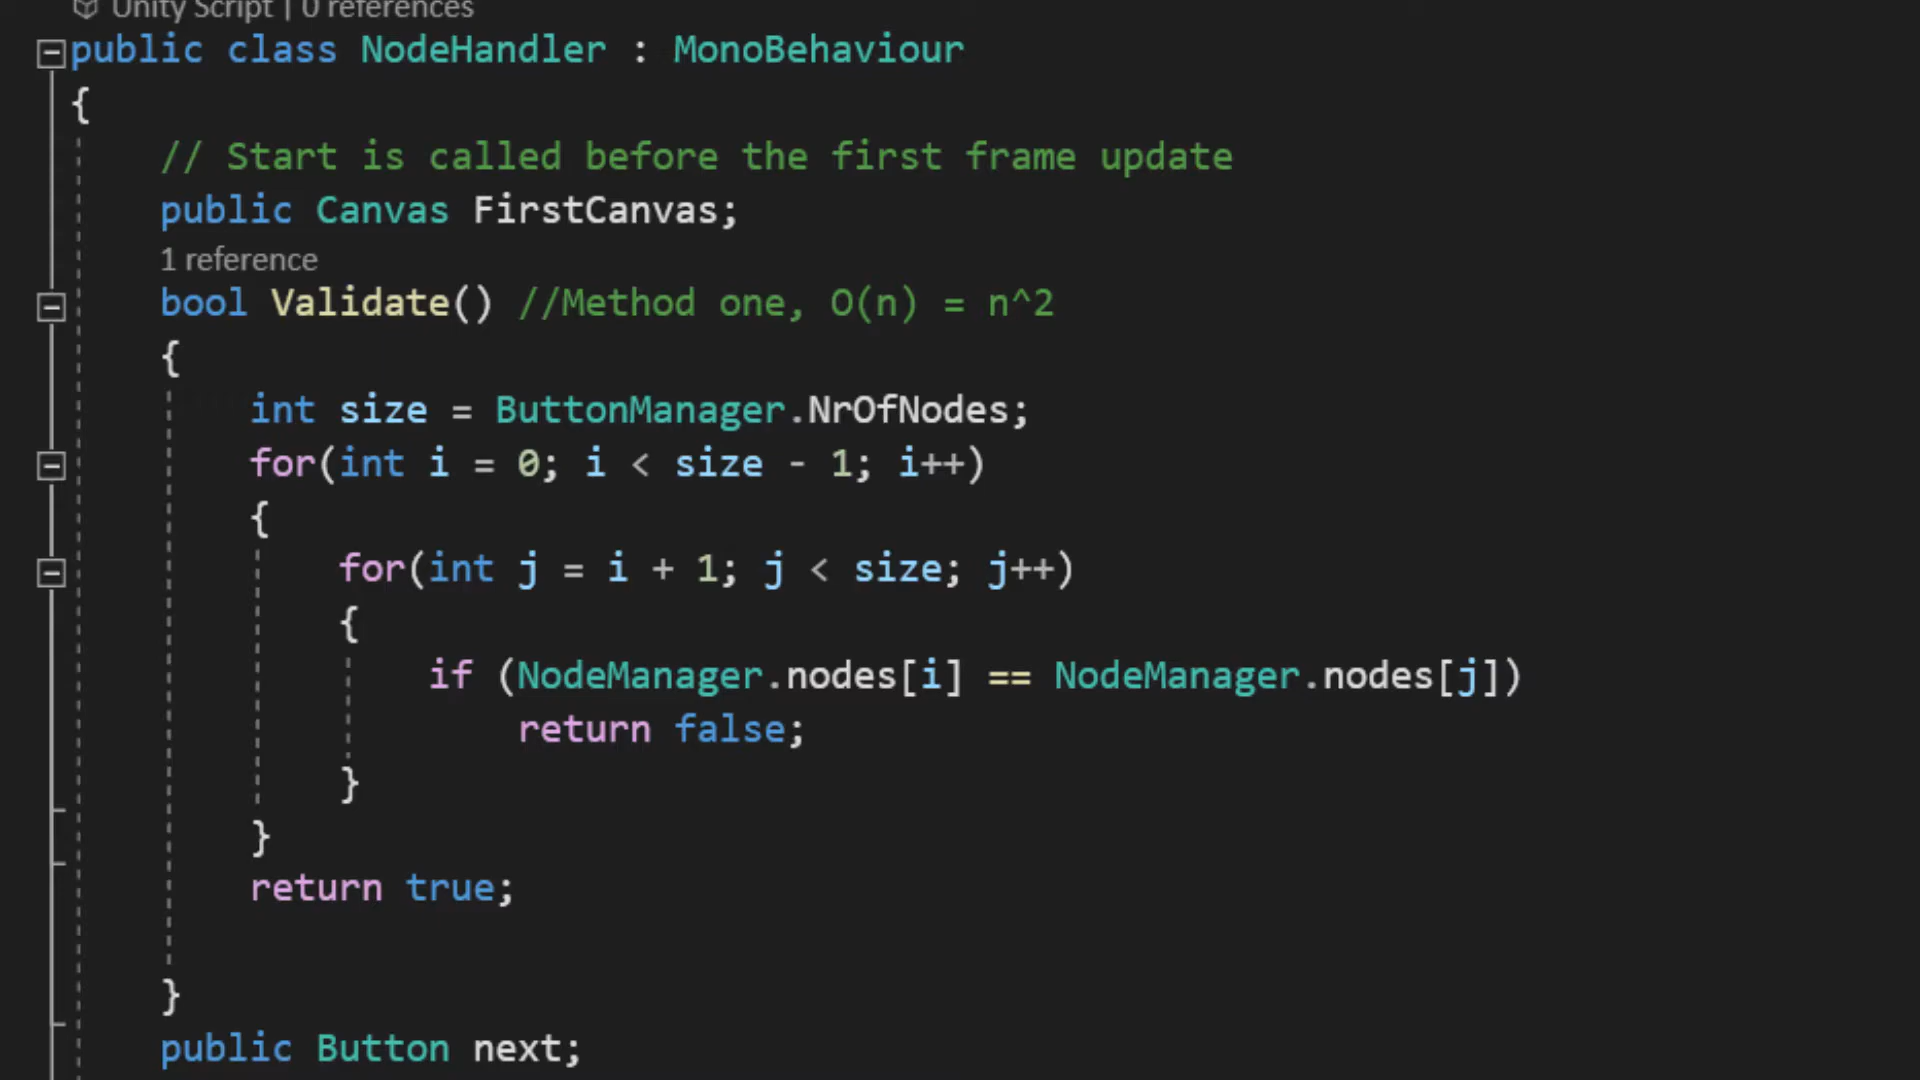 Unity Script | 0 references
public class NodeHandler : MonoBehaviour
{
// Start is called before the first frame update
public Canvas FirstCanvas;
1 reference
bool Validate() //Method one, O(n) = n^2
{
int size = ButtonManager.NrOfNodes;
for(int i = 0; i < size - 1; i++)
{
for(int j = i + 1; j < size; j++)
{
if (NodeManager.nodes[i] == NodeManager.nodes[j])
return false;
}
}
return true;
}
public Button next;